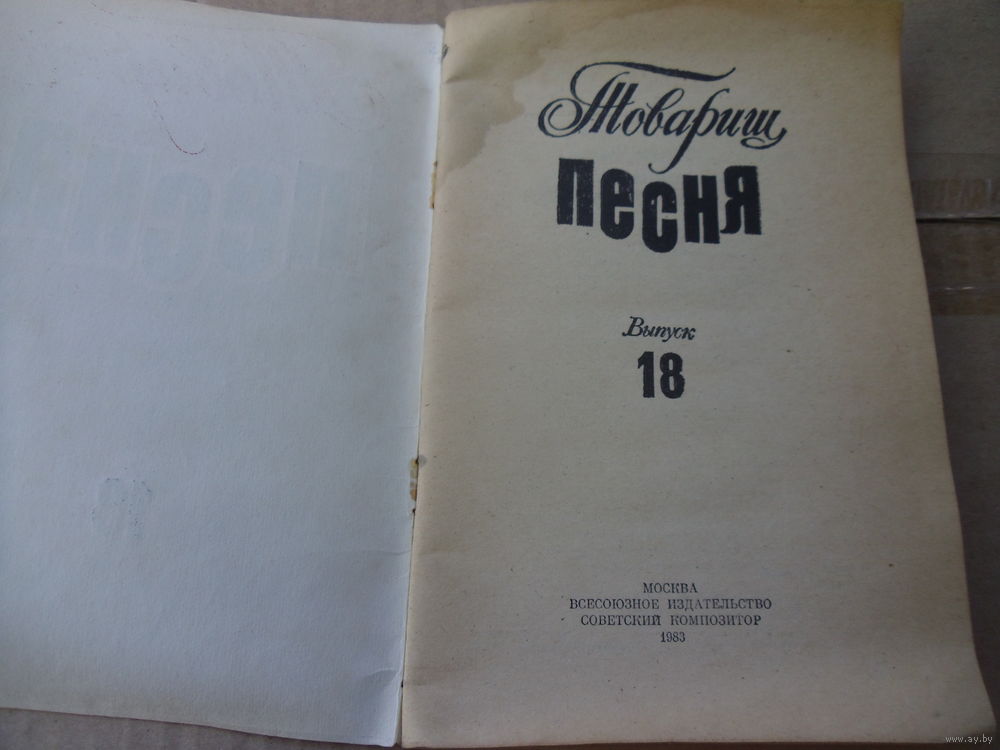 Товарищ
песня
Выпуск
18
МОСКВА
ВСЕСОЮЗНОЕ ИЗДАТЕЛЬСТВО
СОВЕТСКИЙ КОМПОЗИТОР
1983
www.ay.by